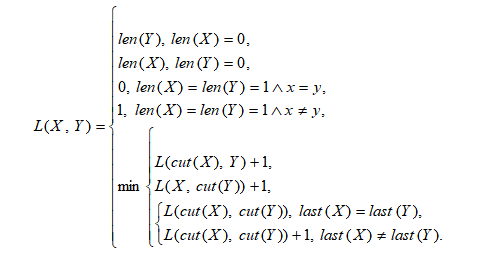 len(Y), len(X) = 0,
len(X), len(Y) = 0,
0, len(X) = len(Y) = 1 ∧ x = y,
1, len(X) = len(Y) = 1 ∧ x ≠ y,
L(X, Y) =
L(cut(X), Y) + 1,
min L(X, cut(Y)) + 1,
L(cut(X), cut(Y)), last(X) = last(Y),
L(cut(X), cut(Y)) + 1, last(X) ≠ last(Y).